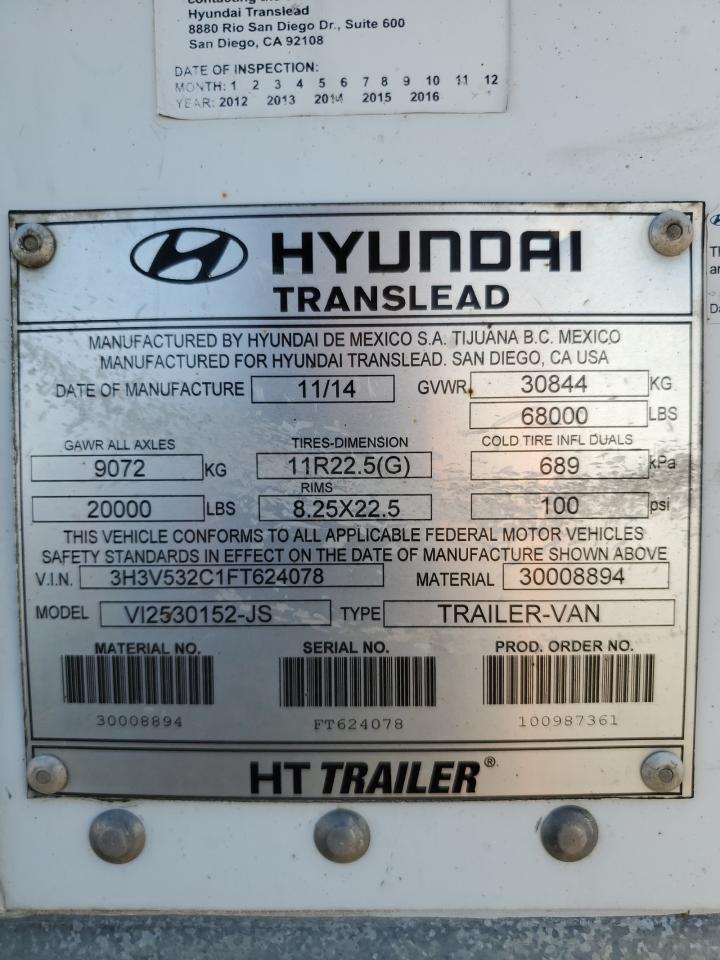 Hyundai Translead
8880 Rio San Diego Dr., Suite 600
San Diego, CA 92108
DATE OF INSPECTION:
MONTH: 1 2 3 4 5 6 7 8 9 10 11 12
YEAR: 2012 2013 2014 2015 2016
HYUNDAI
TRANSLEAD
MANUFACTURED BY HYUNDAI DE MEXICO S.A. TIJUANA B.C. MEXICO
MANUFACTURED FOR HYUNDAI TRANSLEAD. SAN DIEGO, CA USA
DATE OF MANUFACTURE 11/14 GVWR 30844 KG
68000 LBS
GAWR ALL AXLES TIRES-DIMENSION COLD TIRE INFL DUALS
9072 KG 11R22.5(G) 689 kPa
RIMS
20000 LBS 8.25X22.5 100 psi
THIS VEHICLE CONFORMS TO ALL APPLICABLE FEDERAL MOTOR VEHICLES
SAFETY STANDARDS IN EFFECT ON THE DATE OF MANUFACTURE SHOWN ABOVE
V.I.N. 3H3V532C1FT624078 MATERIAL 30008894
MODEL VI2530152-JS TYPE TRAILER-VAN
MATERIAL NO. SERIAL NO. PROD. ORDER NO.
30008894 FT624078 100987361
HT TRAILER®